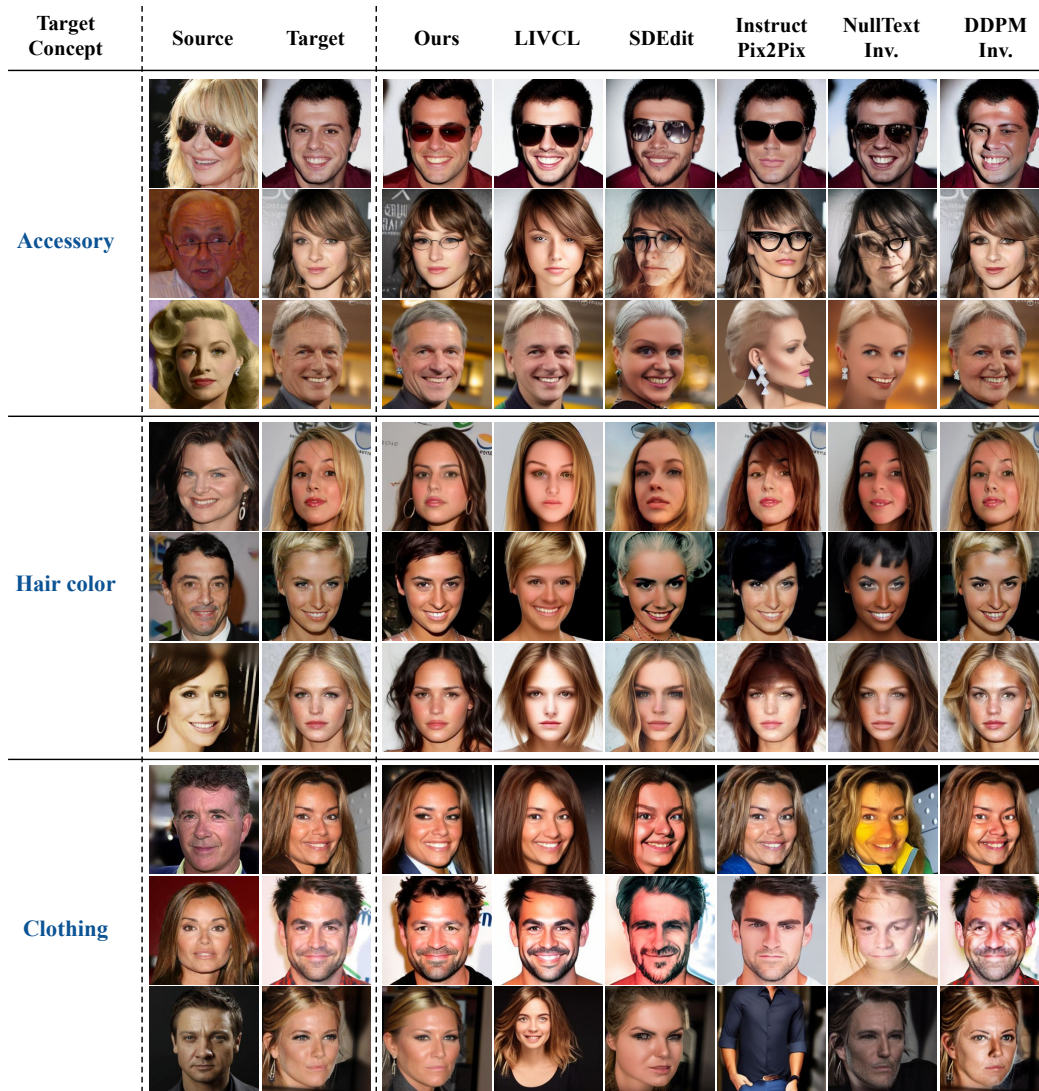 Target
Concept
Source
Target
Ours
LIVCL
SDEdit
Instruct
Pix2Pix
NullText
Inv.
DDPM
Inv.
Accessory
Hair color
Clothing